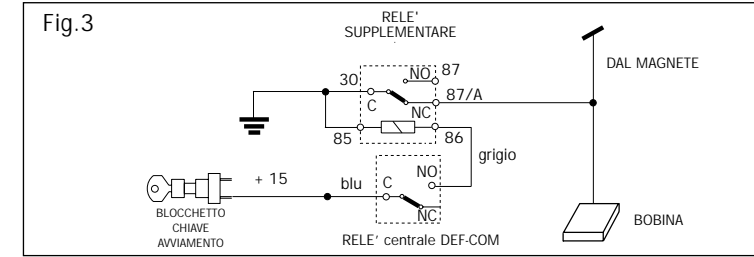 Fig.3
RELE'
SUPPLEMENTARE
DAL MAGNETE
NO
87
30
C
87/A
NC
85
86
grigio
+ 15
blu
C
NO
NC
BLOCCHETTO
CHIAVE
AVVIAMENTO
RELE' centrale DEF-COM
BOBINA